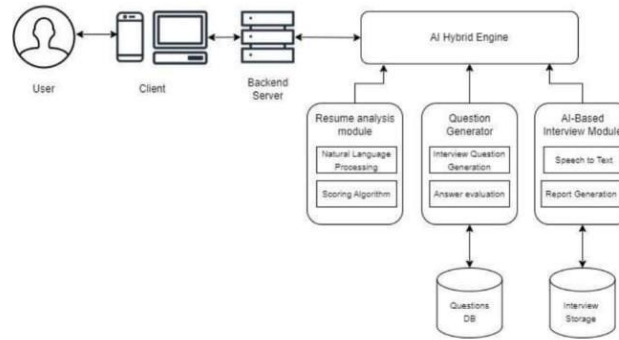 AI Hybrid Engine
User
Client
Backend
Server
Resume analysis
module
Natural Language
Processing
Scoring Algorithm
Question
Generator
Interview Question
Generation
Answer evaluation
AI-Based
Interview Module
Speech to Text
Report Generation
Questions
DB
Interview
Storage